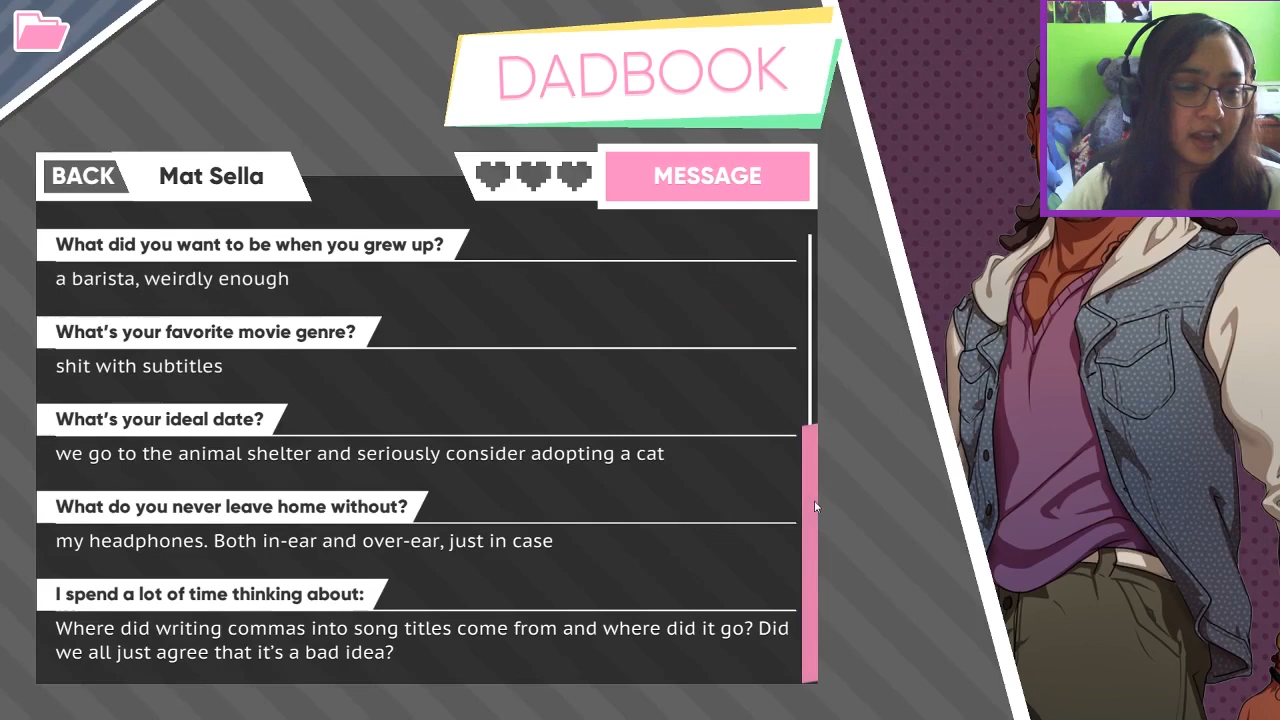 DADBOOK
BACK
Mat Sella
MESSAGE
What did you want to be when you grew up?
a barista, weirdly enough
What's your favorite movie genre?
shit with subtitles
What's your ideal date?
we go to the animal shelter and seriously consider adopting a cat
What do you never leave home without?
my headphones. Both in-ear and over-ear, just in case
I spend a lot of time thinking about:
Where did writing commas into song titles come from and where did it go? Did
we all just agree that it's a bad idea?